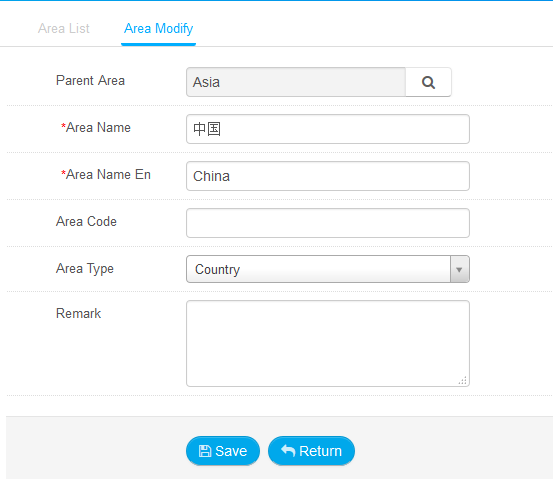 Area List Area Modify
Parent Area Asia
*Area Name 中国
*Area Name En China
Area Code
Area Type Country
Remark
Save Return